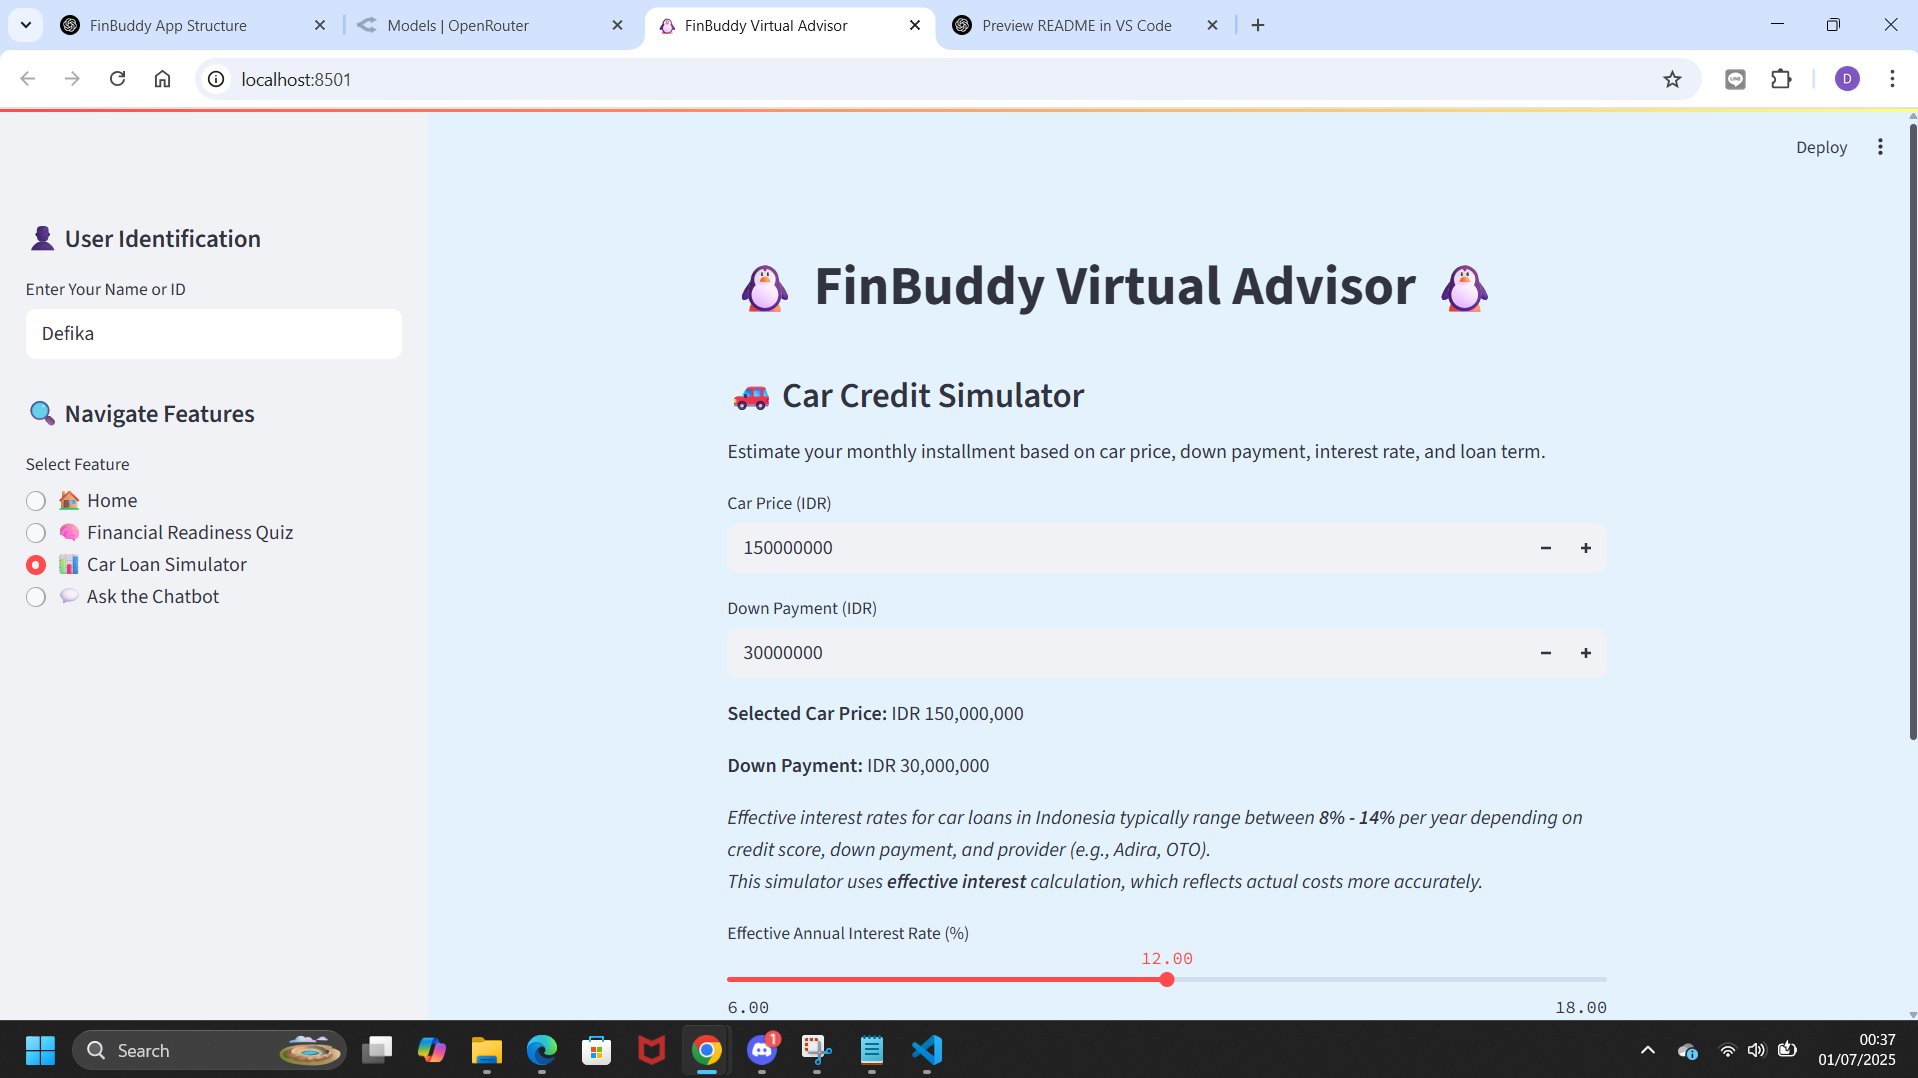 FinBuddy App Structure
Models | OpenRouter
FinBuddy Virtual Advisor
Preview README in VS Code
localhost:8501
D
Deploy
User Identification
Enter Your Name or ID
Defika
Navigate Features
Select Feature
Home
Financial Readiness Quiz
Car Loan Simulator
Ask the Chatbot
FinBuddy Virtual Advisor
Car Credit Simulator
Estimate your monthly installment based on car price, down payment, interest rate, and loan term.
Car Price (IDR)
150000000
Down Payment (IDR)
30000000
Selected Car Price: IDR 150,000,000
Down Payment: IDR 30,000,000
Effective interest rates for car loans in Indonesia typically range between 8% - 14% per year depending on
credit score, down payment, and provider (e.g., Adira, OTO).
This simulator uses effective interest calculation, which reflects actual costs more accurately.
Effective Annual Interest Rate (%)
12.00
6.00 18.00
Search
1
00:37
01/07/2025